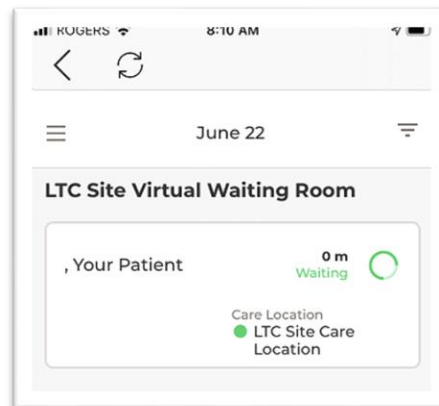 ROGERS 8:10 AM
June 22
LTC Site Virtual Waiting Room
, Your Patient
0 m
Waiting
Care Location
LTC Site Care
Location